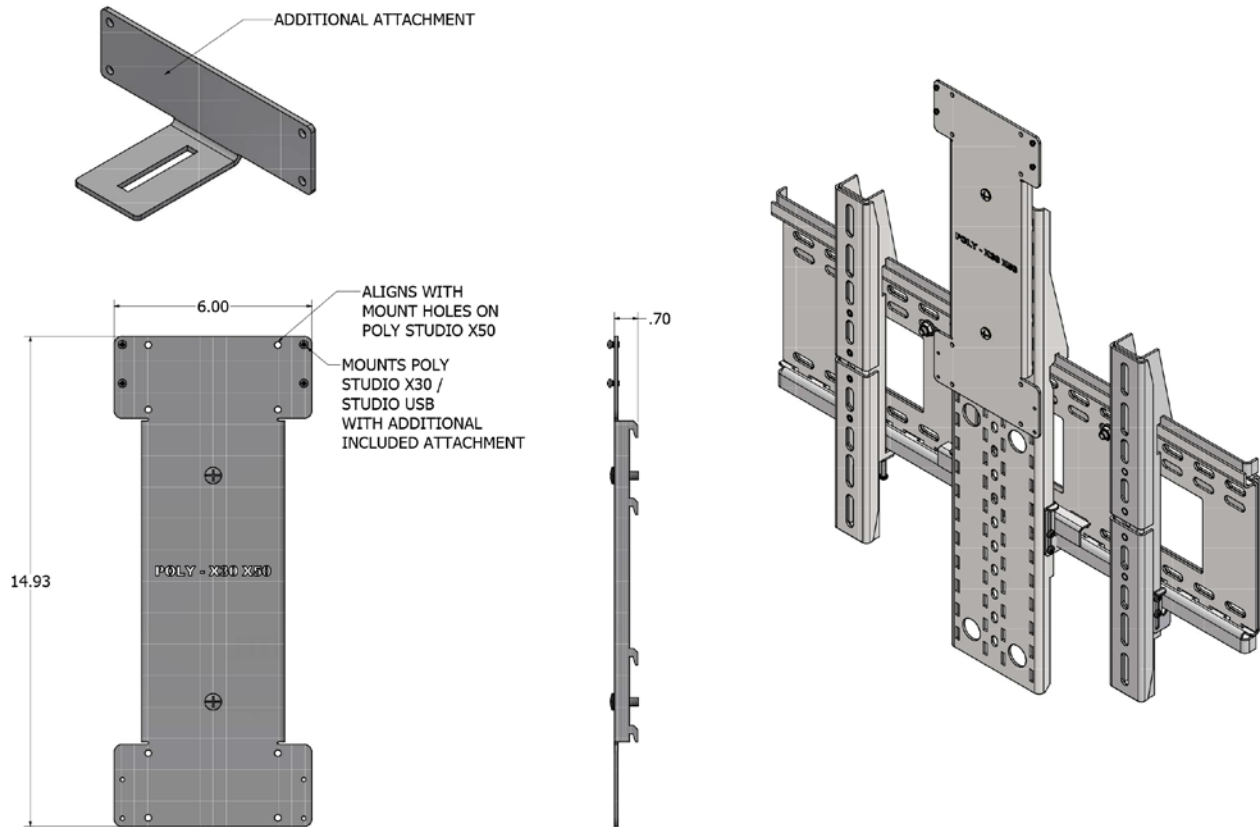 ADDITIONAL ATTACHMENT
6.00
ALIGNS WITH
MOUNT HOLES ON
POLY STUDIO X50
MOUNTS POLY
STUDIO X30 /
STUDIO USB
WITH ADDITIONAL
INCLUDED ATTACHMENT
14.93
POLY - X30 X50
.70
POLY - X30 X50